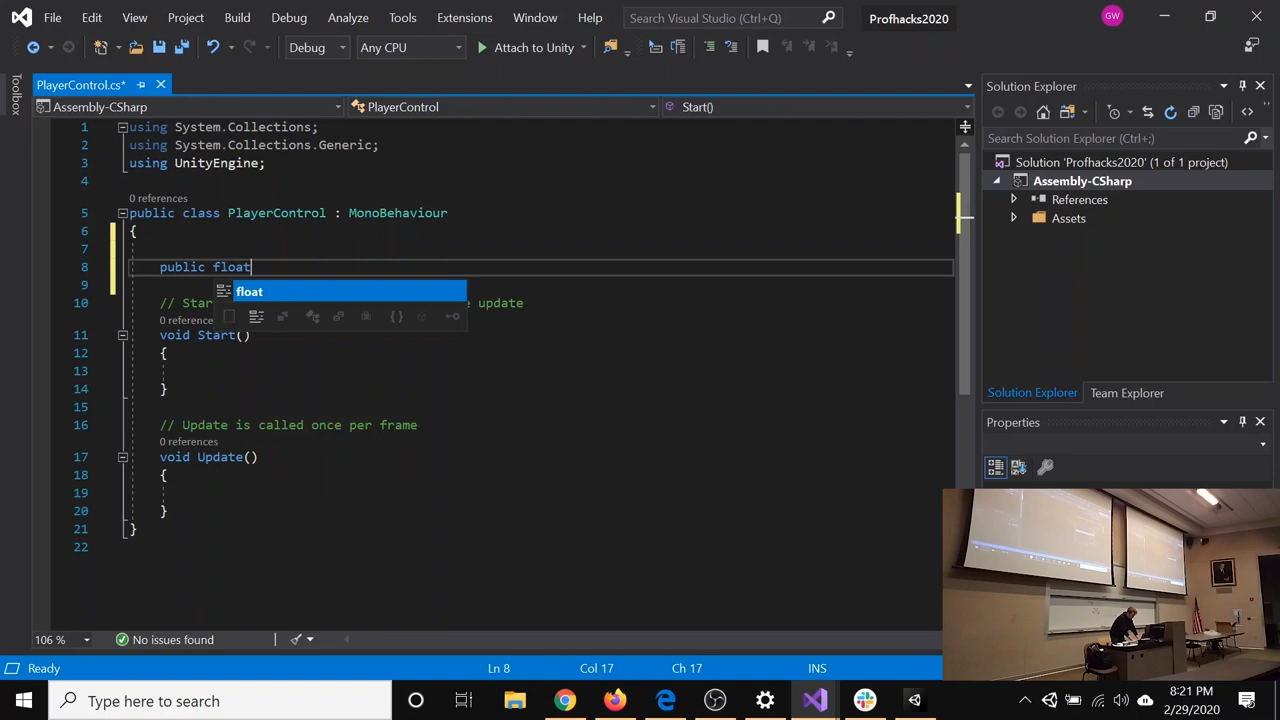 File Edit View Project Build Debug Analyze Tools Extensions Window Help Search Visual Studio (Ctrl+Q) Profhacks2020 GW
Debug Any CPU Attach to Unity
Toolbox
PlayerControl.cs*
Assembly-CSharp PlayerControl Start()
1 using System.Collections;
2 using System.Collections.Generic;
3 using UnityEngine;
4
0 references
5 public class PlayerControl : MonoBehaviour
6 {
7
8 public float
float
9
10 // Star update
0 reference
11 void Start()
12 {
13
14 }
15
16 // Update is called once per frame
0 references
17 void Update()
18 {
19
20 }
21 }
22
106 % No issues found
Solution Explorer
Search Solution Explorer (Ctrl+;)
Solution 'Profhacks2020' (1 of 1 project)
Assembly-CSharp
References
Assets
Solution Explorer Team Explorer
Properties
Ready Ln 8 Col 17 Ch 17 INS
Type here to search
8:21 PM
2/29/2020